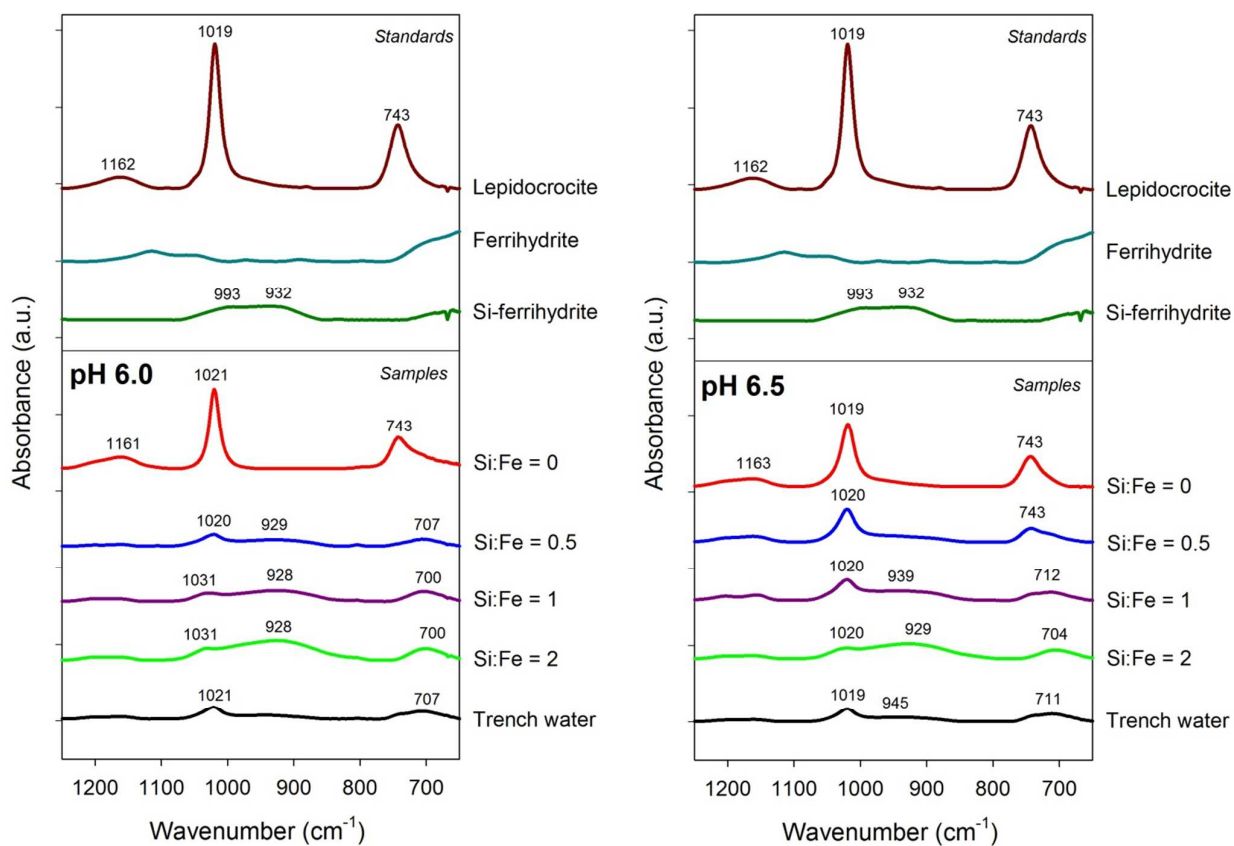 Standards
1019
743
1162
Lepidocrocite
Ferrihydrite
993 932
Si-ferrihydrite
pH 6.0
Samples
1021
1161
743
Si:Fe = 0
1020 929 707
Si:Fe = 0.5
1031 928 700
Si:Fe = 1
1031 928 700
Si:Fe = 2
1021 707
Trench water
Absorbance (a.u.)
1200 1100 1000 900 800 700
Wavenumber (cm⁻¹)
Standards
1019
743
1162
Lepidocrocite
Ferrihydrite
993 932
Si-ferrihydrite
pH 6.5
Samples
1019
1163
743
Si:Fe = 0
1020 743
Si:Fe = 0.5
1020 939 712
Si:Fe = 1
1020 929 704
Si:Fe = 2
1019 945 711
Trench water
Absorbance (a.u.)
1200 1100 1000 900 800 700
Wavenumber (cm⁻¹)